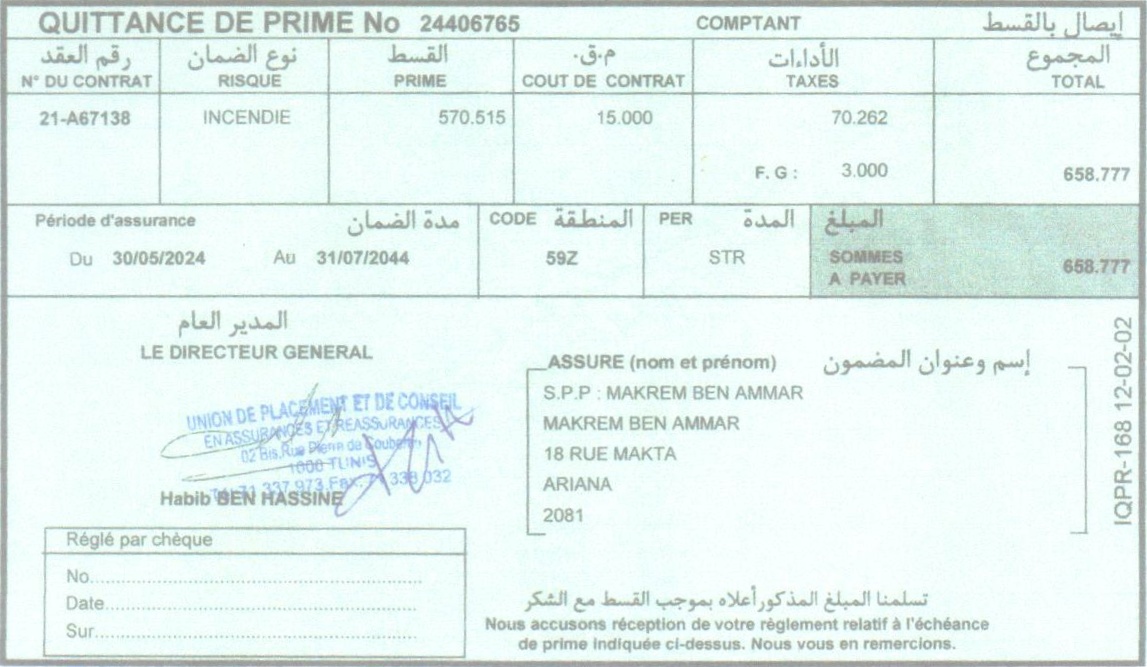 QUITTANCE DE PRIME No 24406765 COMPTANT إيصال بالقسط
رقم العقد نوع الضمان القسط م.ق. الأداءات المجموع
N° DU CONTRAT RISQUE PRIME COUT DE CONTRAT TAXES TOTAL
21-A67138 INCENDIE 570.515 15.000 70.262
F. G : 3.000 658.777
Période d'assurance مدة الضمان CODE المنطقة PER المدة المبلغ
Du 30/05/2024 Au 31/07/2044 59Z STR SOMMES A PAYER 658.777
المدير العام
LE DIRECTEUR GENERAL
UNION DE PLACEMENT ET DE CONSEIL
EN ASSURANCES ET REASSURANCES
02 Bis, Rue Pierre de Coubertin
1000 TUNIS
Tél: 71 337 973 Fax: 71 338 032
Habib BEN HASSINE
ASSURE (nom et prénom) إسم وعنوان المضمون
S.P.P : MAKREM BEN AMMAR
MAKREM BEN AMMAR
18 RUE MAKTA
ARIANA
2081
IQPR-168 12-02-02
Réglé par chèque
No
Date
Sur
تسلمنا المبلغ المذكور أعلاه بموجب القسط مع الشكر
Nous accusons réception de votre règlement relatif à l'échéance
de prime indiquée ci-dessus. Nous vous en remercions.